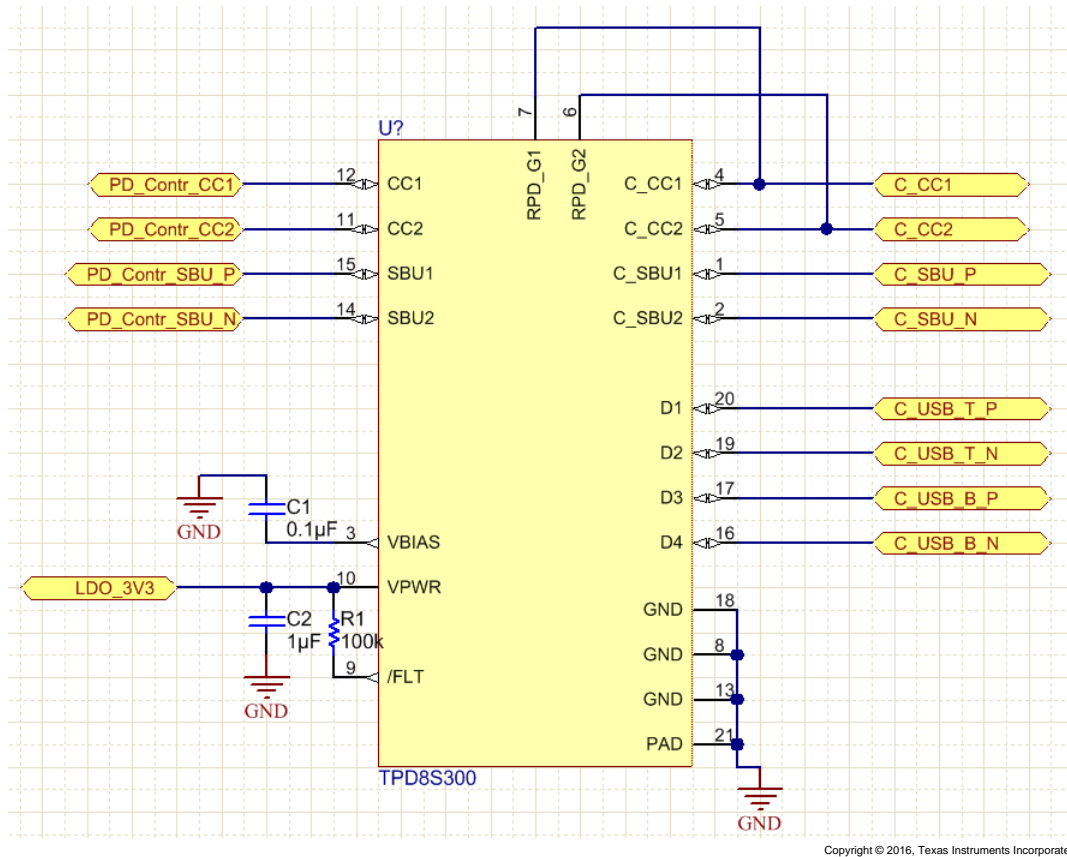 7
6
U?
RPD_G1
RPD_G2
PD_Contr_CC1 12 CC1
C_CC1 4 C_CC1
PD_Contr_CC2 11 CC2
C_CC2 5 C_CC2
PD_Contr_SBU_P 15 SBU1
C_SBU1 1 C_SBU_P
PD_Contr_SBU_N 14 SBU2
C_SBU2 2 C_SBU_N
D1 20 C_USB_T_P
D2 19 C_USB_T_N
D3 17 C_USB_B_P
D4 16 C_USB_B_N
GND
C1
0.1µF
3 VBIAS
LDO_3V3 10 VPWR
C2
1µF
R1
100k
9 /FLT
GND
GND 18
GND 8
GND 13
PAD 21
TPD8S300
GND
Copyright © 2016, Texas Instruments Incorporate